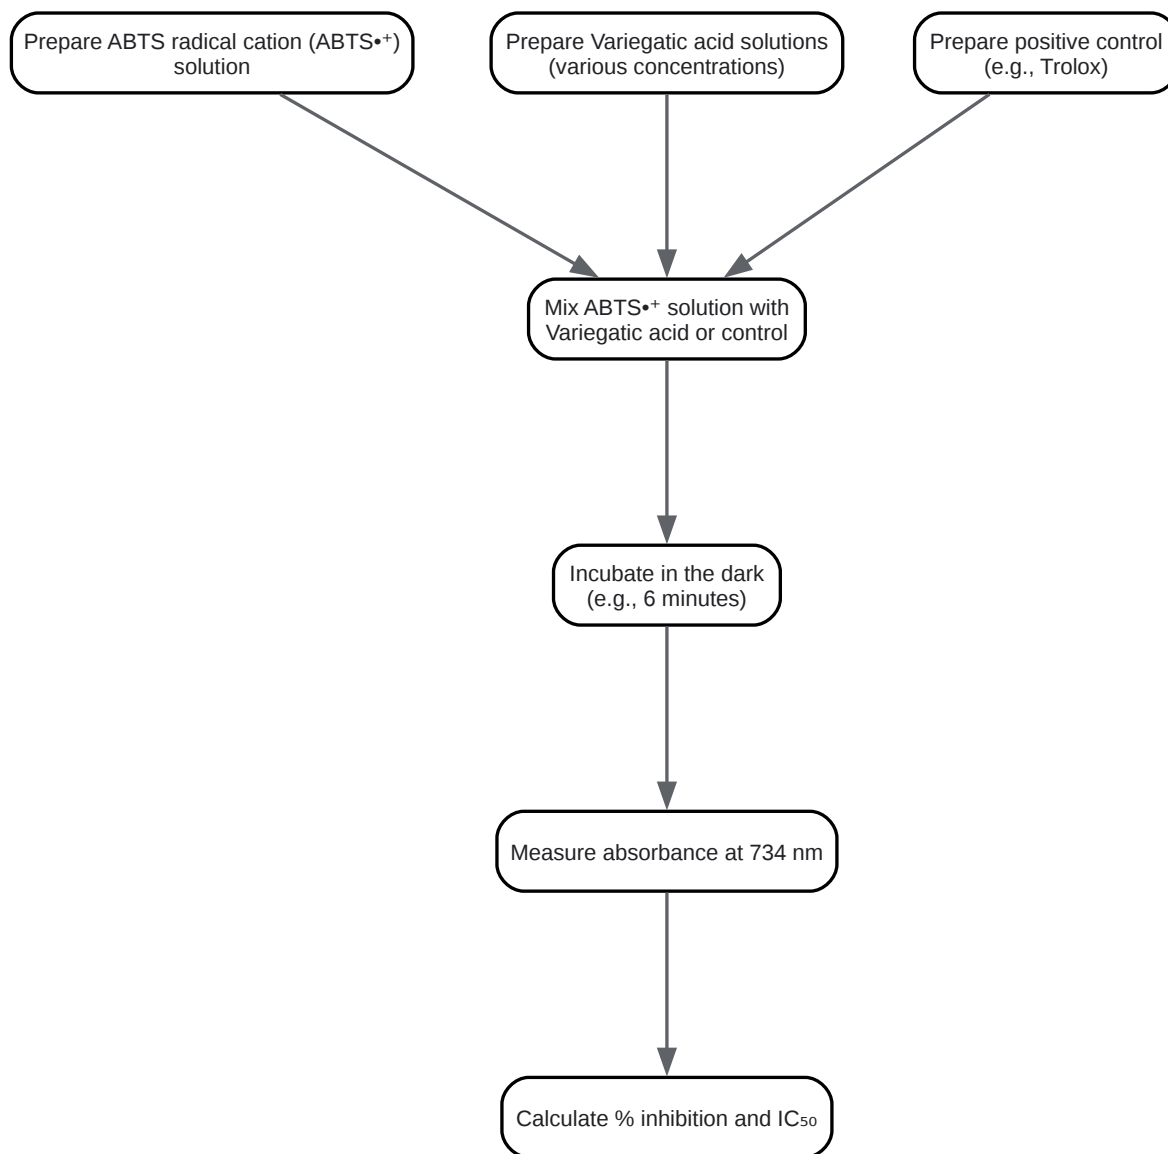 Prepare ABTS radical cation (ABTS•⁺)
solution
Prepare Variegatic acid solutions
(various concentrations)
Prepare positive control
(e.g., Trolox)
Mix ABTS•⁺ solution with
Variegatic acid or control
Incubate in the dark
(e.g., 6 minutes)
Measure absorbance at 734 nm
Calculate % inhibition and IC₅₀